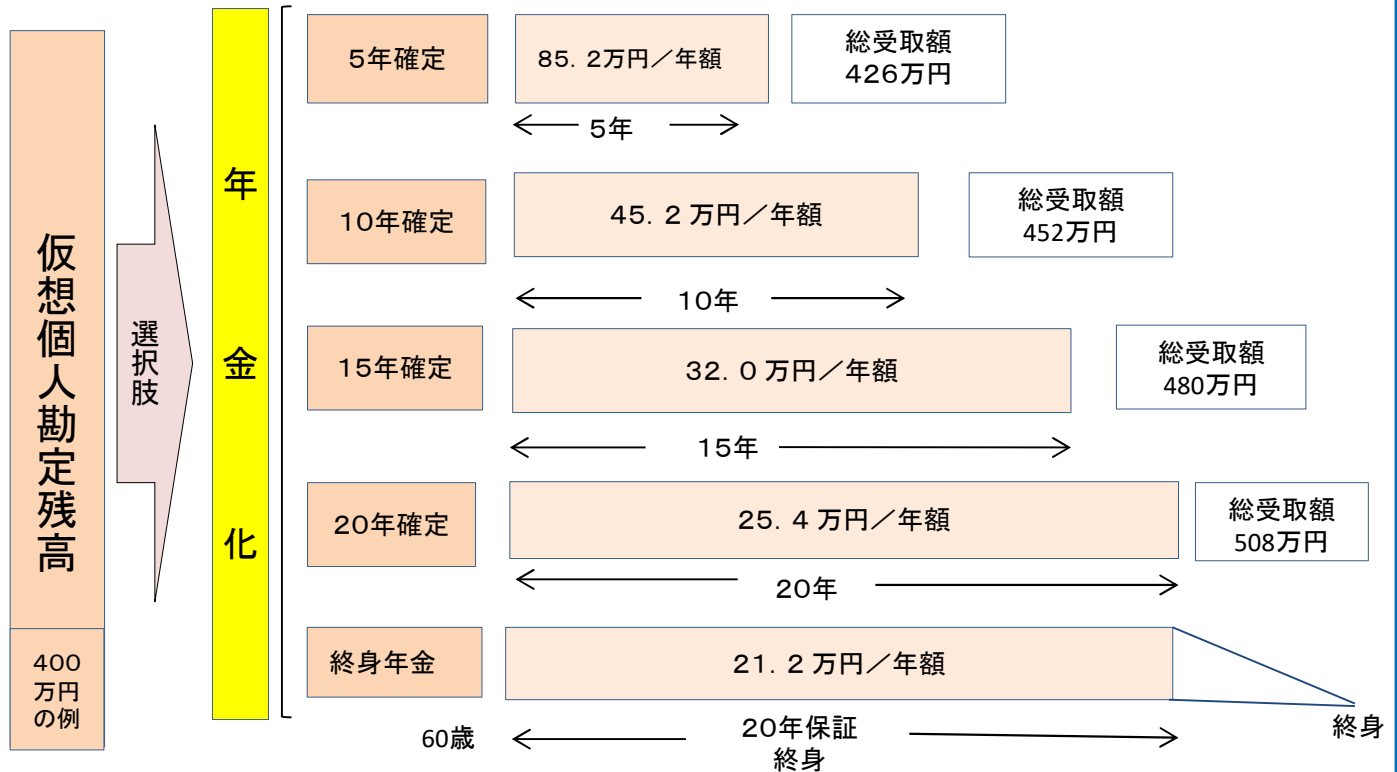 仮想個人勘定残高
400
万円
の例
選択肢
年金化
5年確定
85.2万円／年額
総受取額
426万円
5年
10年確定
45.2万円／年額
総受取額
452万円
10年
15年確定
32.0万円／年額
総受取額
480万円
15年
20年確定
25.4万円／年額
総受取額
508万円
20年
終身年金
21.2万円／年額
60歳
20年保証
終身
終身